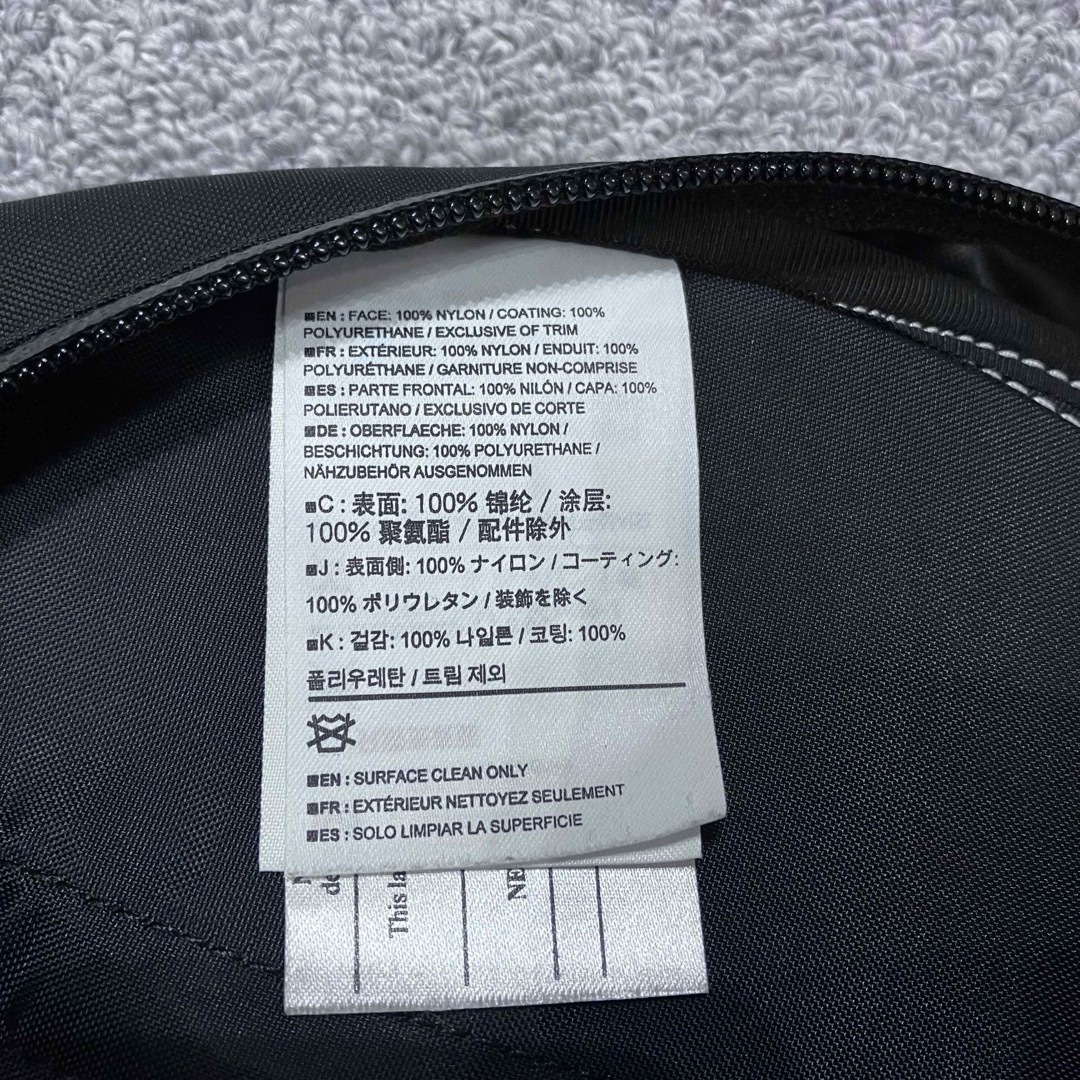 EN : FACE: 100% NYLON / COATING: 100%
POLYURETHANE / EXCLUSIVE OF TRIM
FR : EXTÉRIEUR: 100% NYLON / ENDUIT: 100%
POLYURÉTHANE / GARNITURE NON-COMPRISE
ES : PARTE FRONTAL: 100% NILÓN / CAPA: 100%
POLIERUTANO / EXCLUSIVO DE CORTE
DE : OBERFLAECHE: 100% NYLON /
BESCHICHTUNG: 100% POLYURETHANE /
NÄHZUBEHÖR AUSGENOMMEN
C : 表面: 100% 锦纶 / 涂层:
100% 聚氨酯 / 配件除外
J : 表面側: 100% ナイロン / コーティング:
100% ポリウレタン / 装飾を除く
K : 겉감: 100% 나일론 / 코팅: 100%
폴리우레탄 / 트림 제외
EN : SURFACE CLEAN ONLY
FR : EXTÉRIEUR NETTOYEZ SEULEMENT
ES : SOLO LIMPIAR LA SUPERFICIE
de
This la
NE